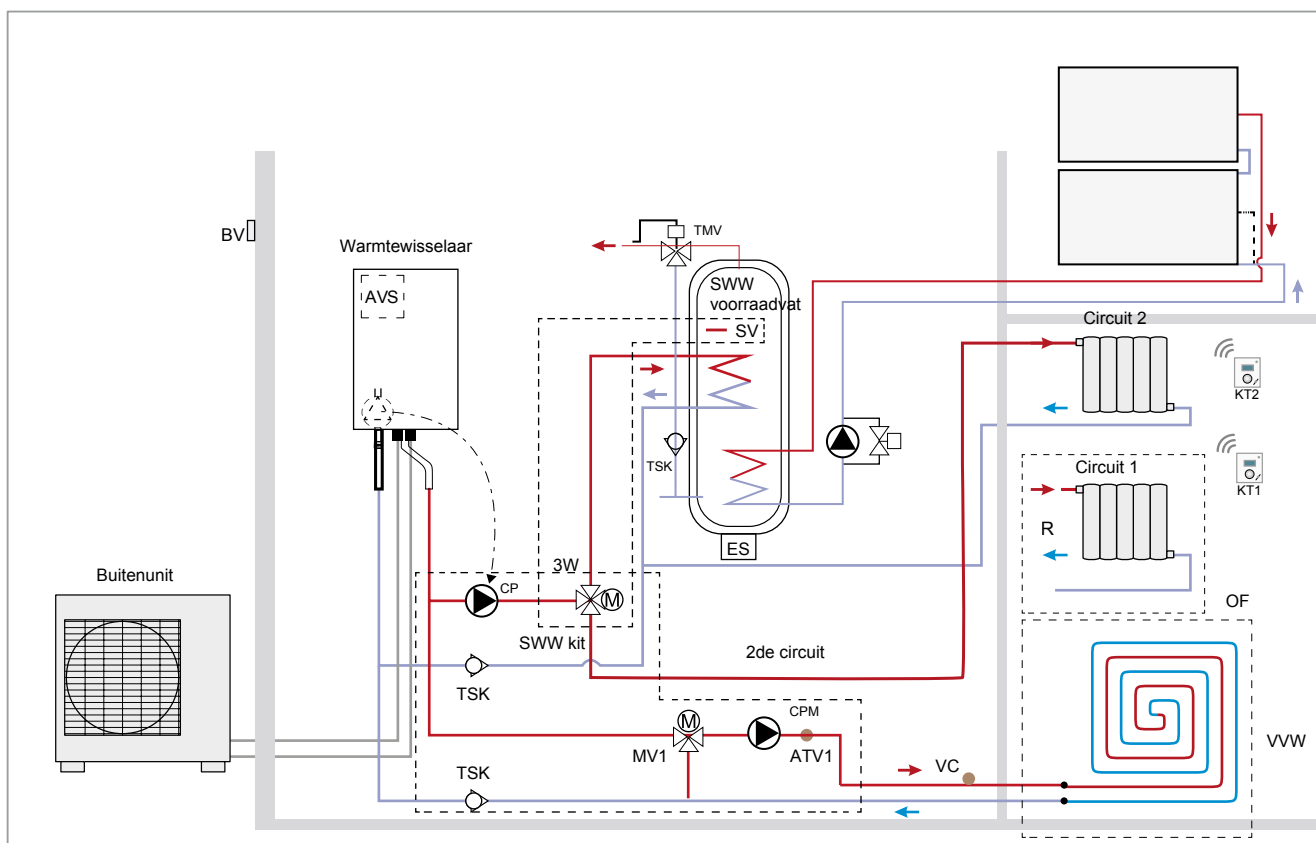 BV
Warmtewisselaar
AVS
TMV
SWW
voorraadvat
SV
TSK
ES
Circuit 2
KT2
Circuit 1
KT1
R
OF
VVW
Buitenunit
3W
CP
M
SWW kit
2de circuit
TSK
M
CPM
MV1
ATV1
VC
TSK